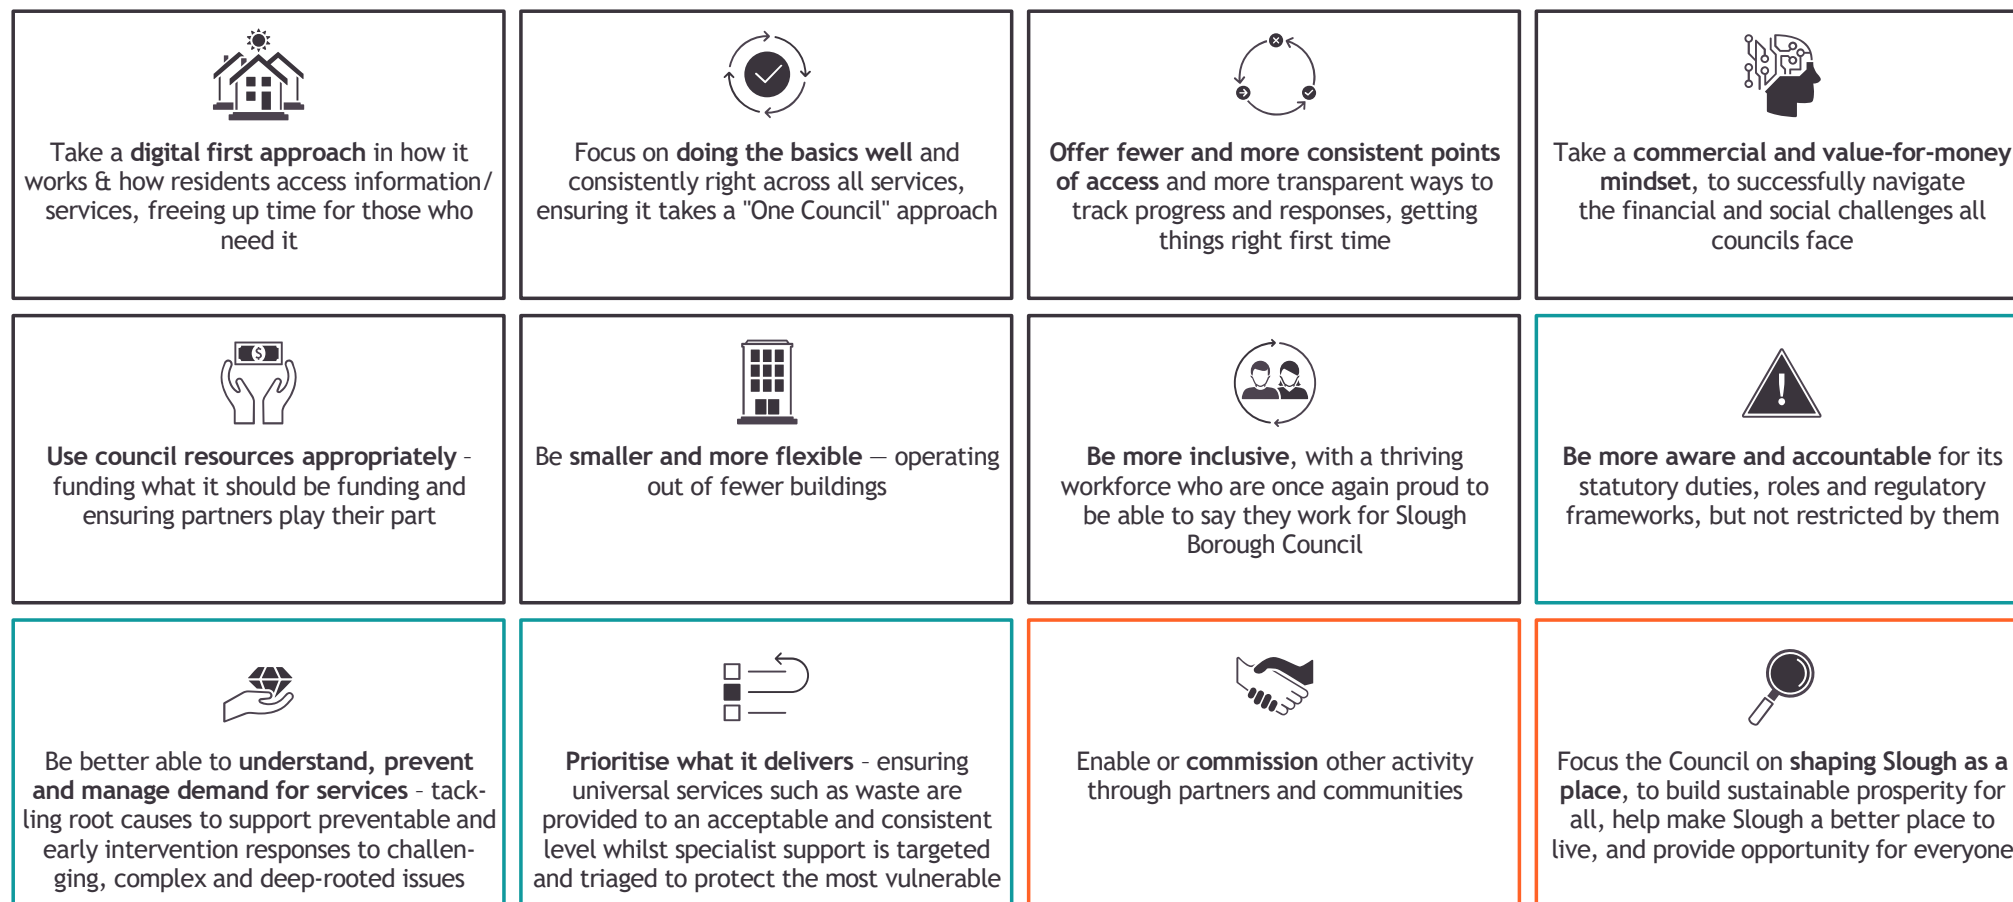 Take a digital first approach in how it
works & how residents access information/
services, freeing up time for those who
need it
Focus on doing the basics well and
consistently right across all services,
ensuring it takes a "One Council" approach
Offer fewer and more consistent points
of access and more transparent ways to
track progress and responses, getting
things right first time
Take a commercial and value-for-money
mindset, to successfully navigate
the financial and social challenges all
councils face
$
Use council resources appropriately –
funding what it should be funding and
ensuring partners play their part
Be smaller and more flexible — operating
out of fewer buildings
Be more inclusive, with a thriving
workforce who are once again proud to
be able to say they work for Slough
Borough Council
!
Be more aware and accountable for its
statutory duties, roles and regulatory
frameworks, but not restricted by them
Be better able to understand, prevent
and manage demand for services – tack-
ling root causes to support preventable and
early intervention responses to challen-
ging, complex and deep-rooted issues
Prioritise what it delivers – ensuring
universal services such as waste are
provided to an acceptable and consistent
level whilst specialist support is targeted
and triaged to protect the most vulnerable
Enable or commission other activity
through partners and communities
Focus the Council on shaping Slough as a
place, to build sustainable prosperity for
all, help make Slough a better place to
live, and provide opportunity for everyone